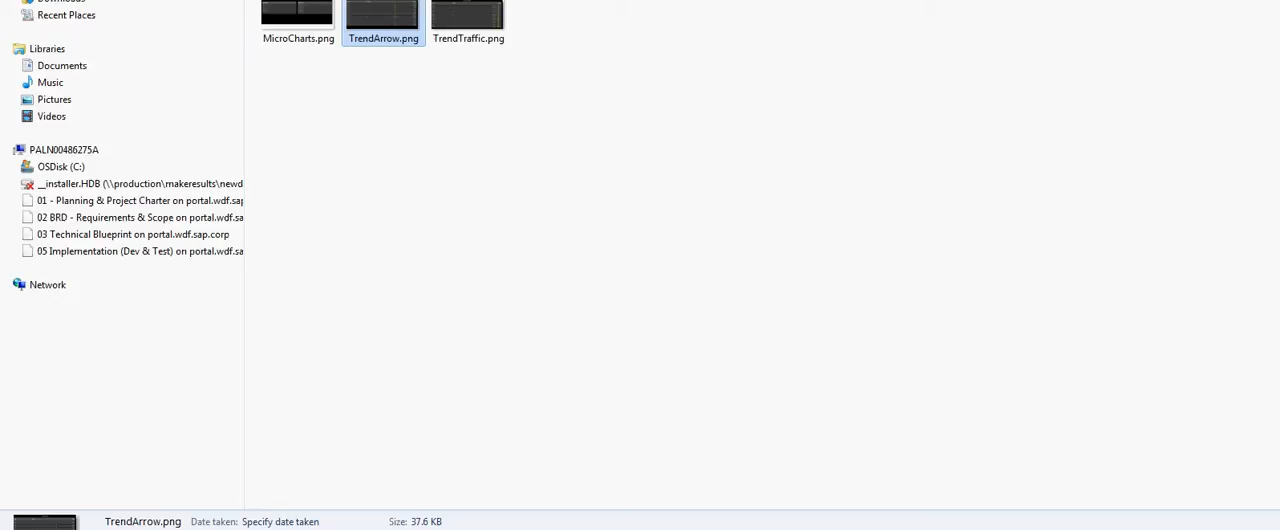 Downloads
Recent Places
Libraries
Documents
Music
Pictures
Videos
PALN00486275A
OSDisk (C:)
__installer.HDB (\\production\makeresults\newd
01 - Planning & Project Charter on portal.wdf.sap
02 BRD - Requirements & Scope on portal.wdf.sa
03 Technical Blueprint on portal.wdf.sap.corp
05 Implementation (Dev & Test) on portal.wdf.sa
Network
MicroCharts.png
TrendArrow.png
TrendTraffic.png
TrendArrow.png Date taken: Specify date taken Size: 37.6 KB